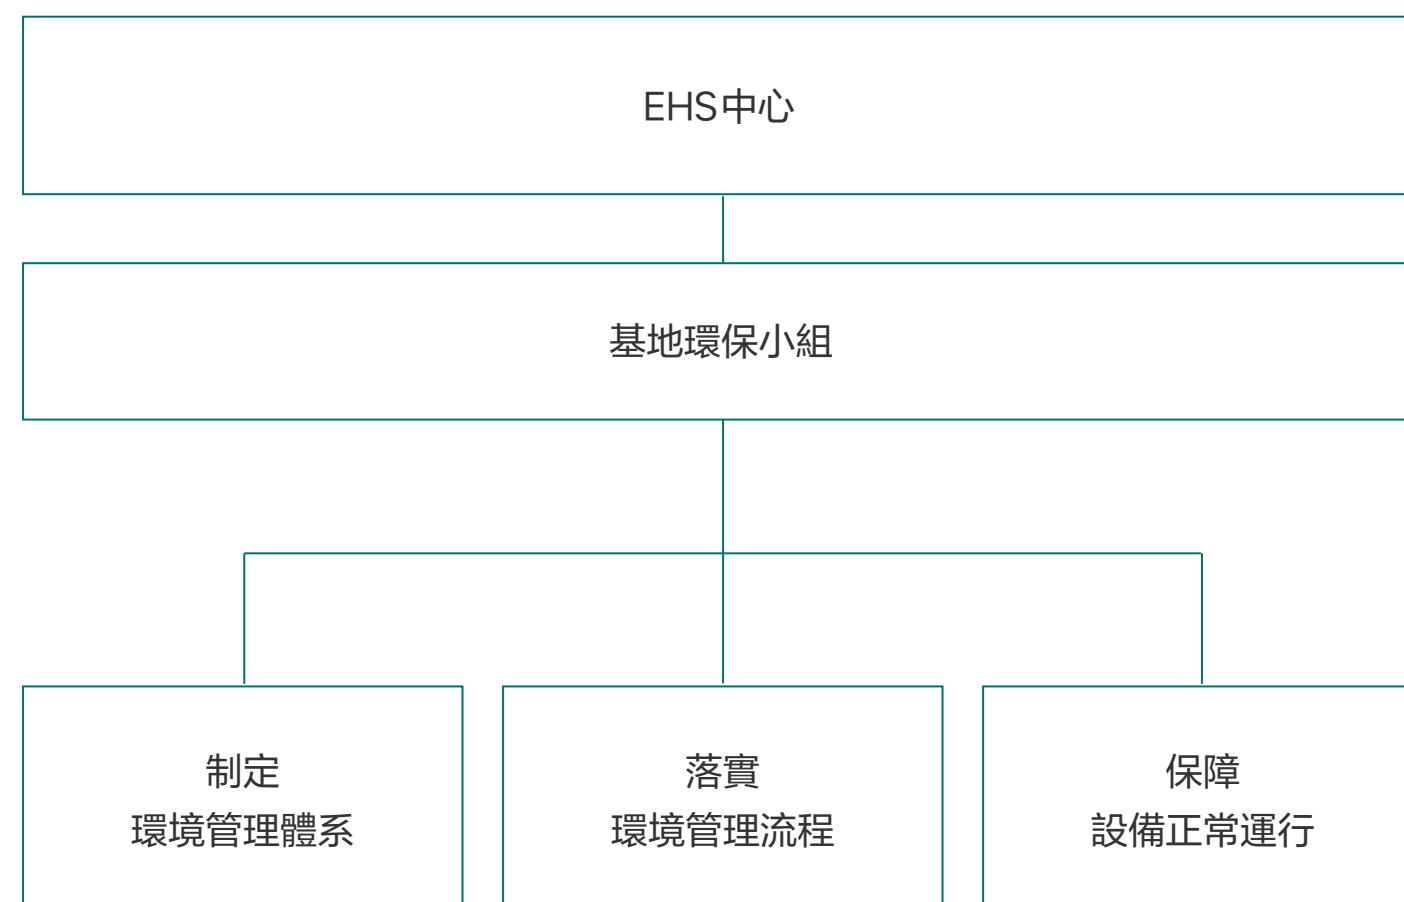 EHS中心
基地環保小組
制定
環境管理體系
落實
環境管理流程
保障
設備正常運行